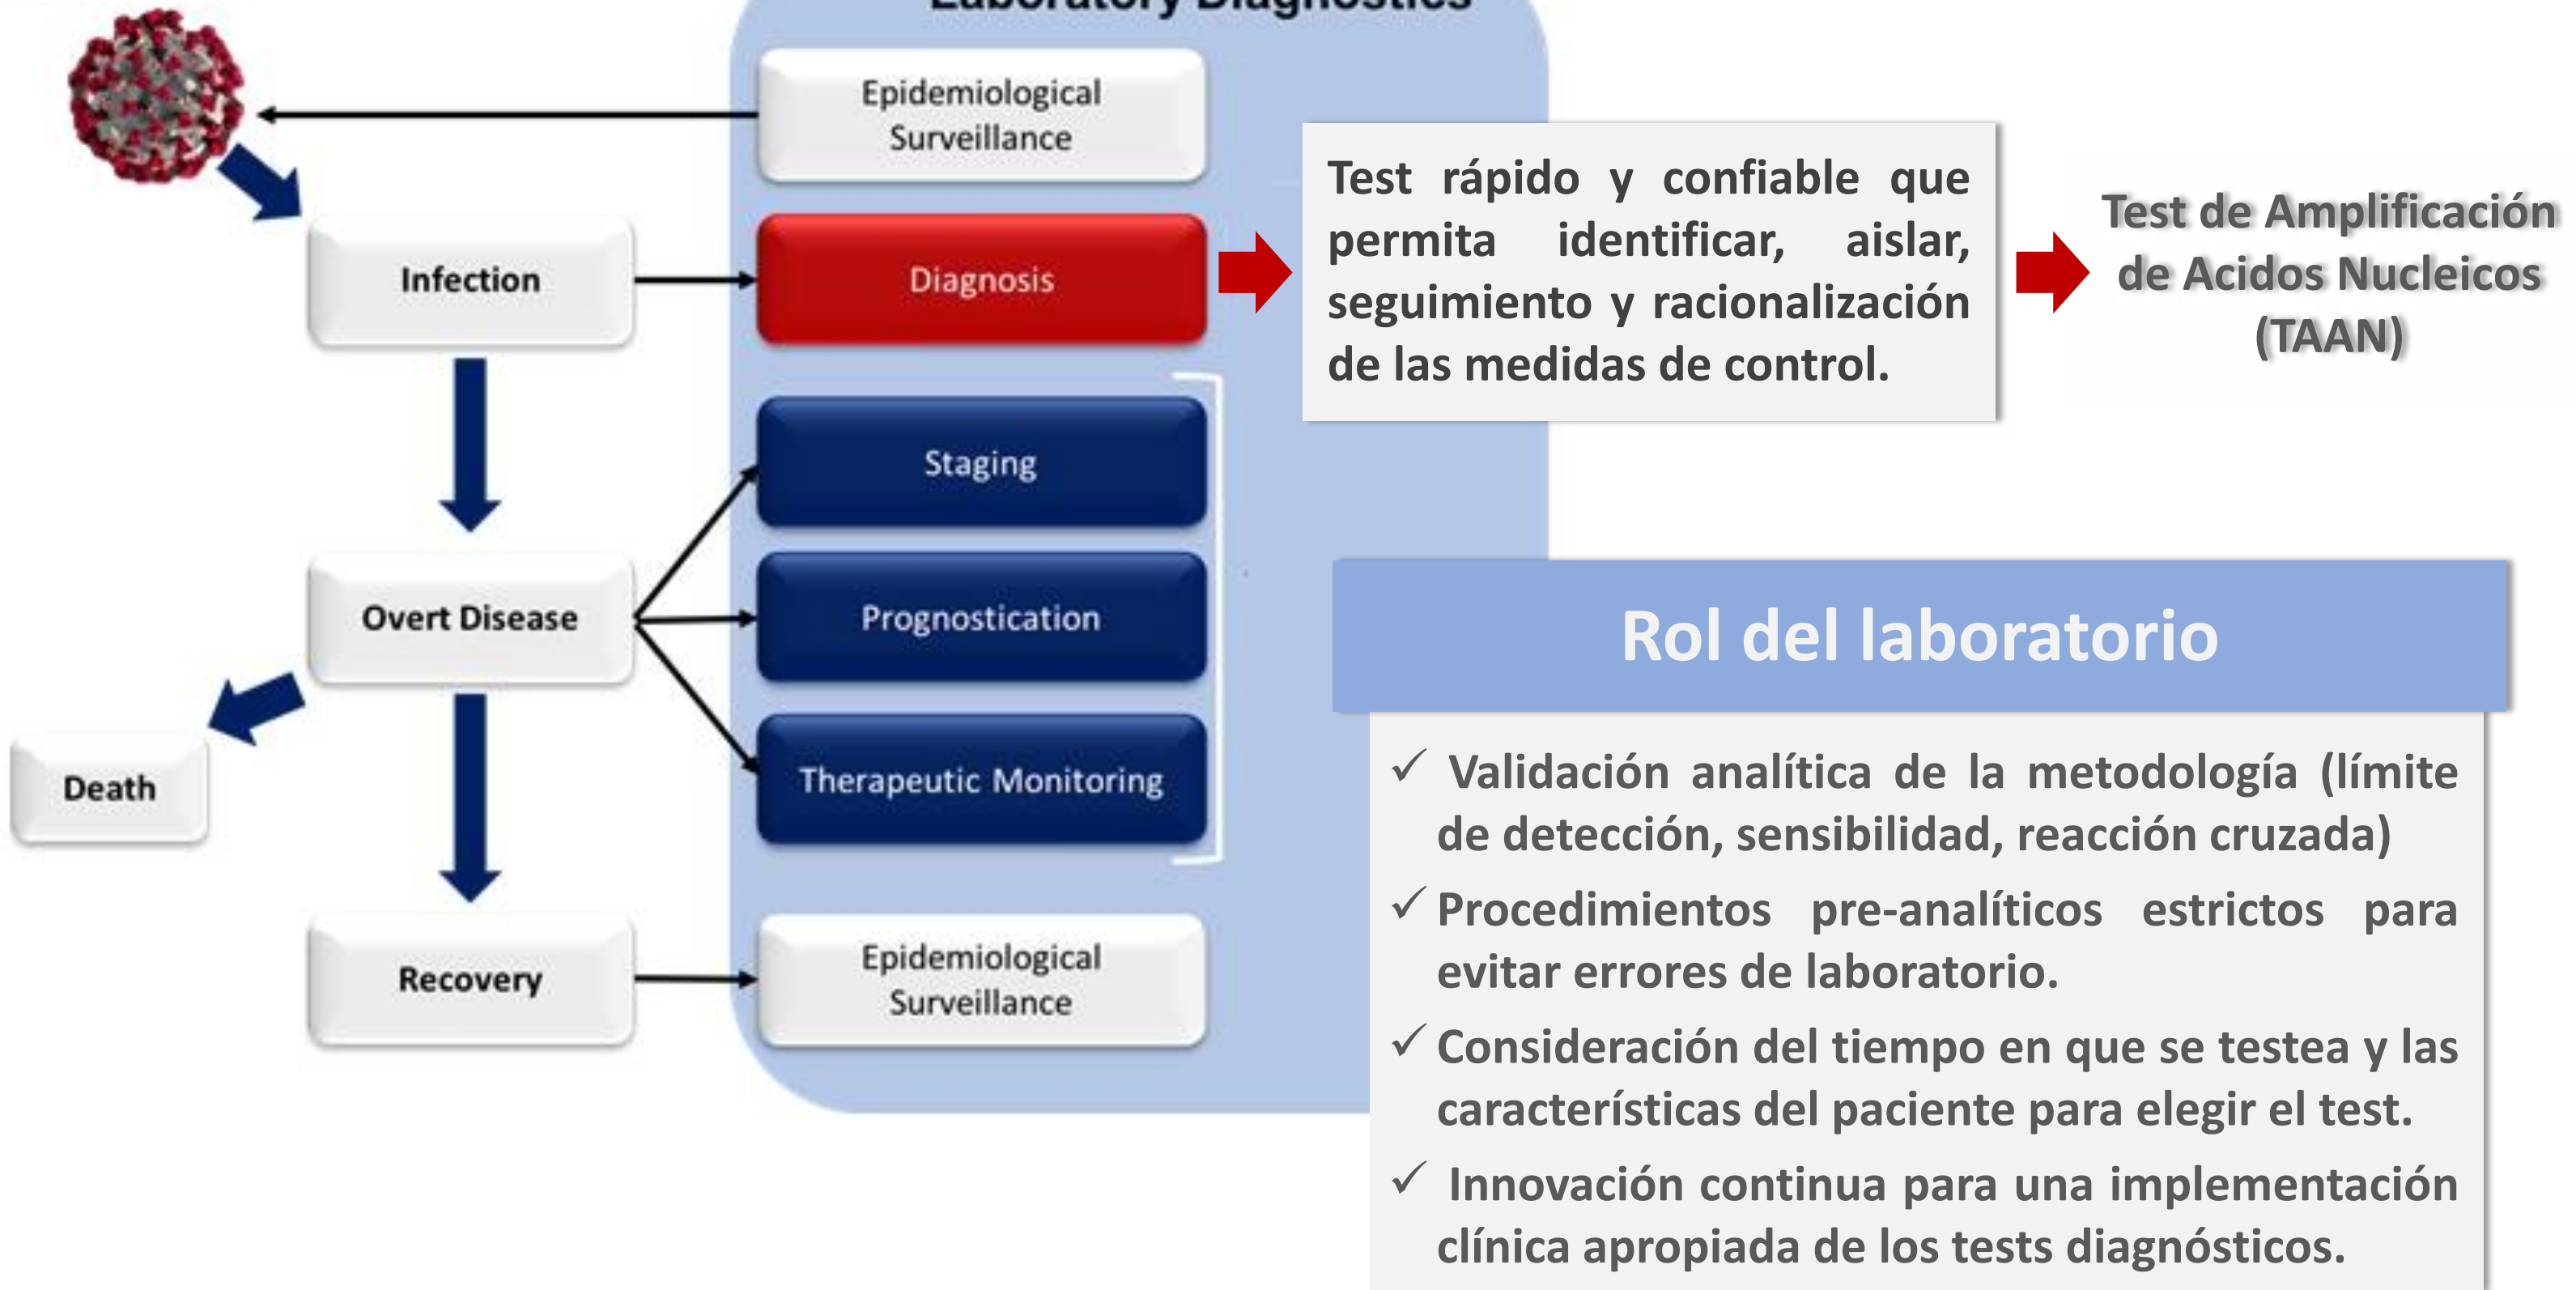 Laboratory Diagnostics
Epidemiological
Surveillance
Infection
Diagnosis
Test rápido y confiable que
permita identificar, aislar,
seguimiento y racionalización
de las medidas de control.
Test de Amplificación
de Acidos Nucleicos
(TAAN)
Staging
Overt Disease
Prognostication
Therapeutic Monitoring
Death
Recovery
Epidemiological
Surveillance
Rol del laboratorio
✓ Validación analítica de la metodología (límite
de detección, sensibilidad, reacción cruzada)
✓ Procedimientos pre-analíticos estrictos para
evitar errores de laboratorio.
✓ Consideración del tiempo en que se testea y las
características del paciente para elegir el test.
✓ Innovación continua para una implementación
clínica apropiada de los tests diagnósticos.